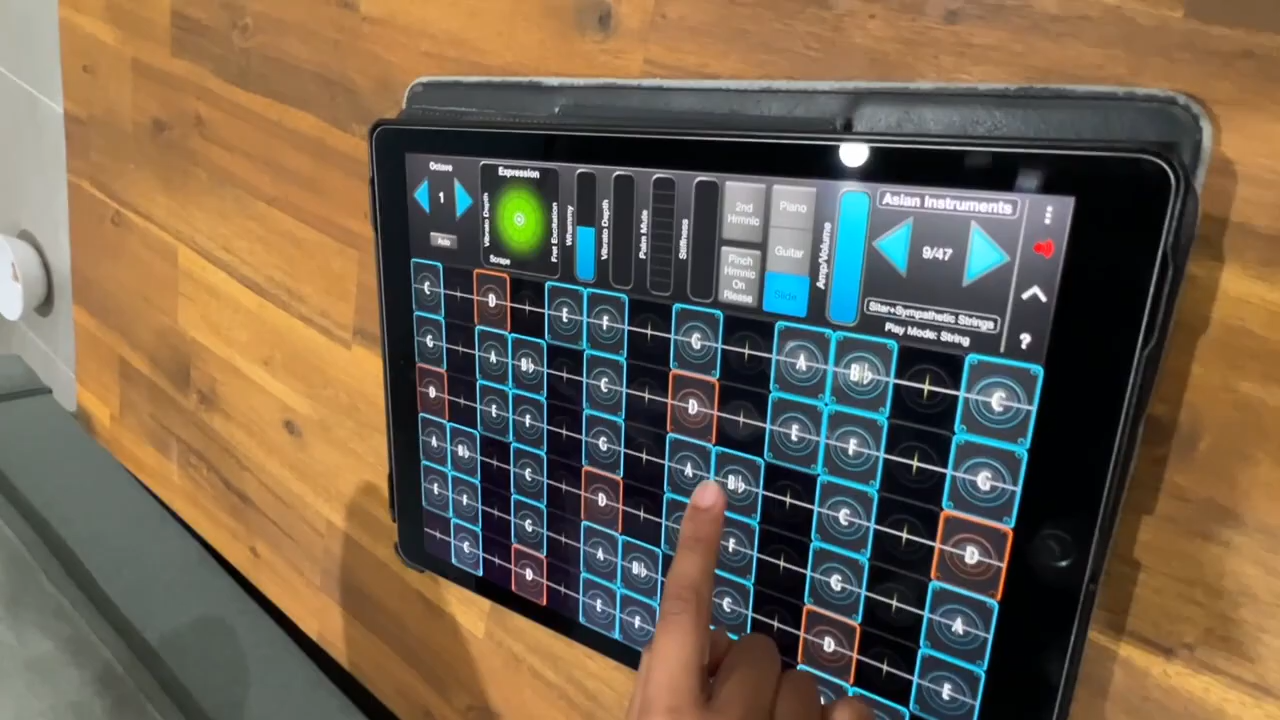 Octave
1
Auto
Expression
Vibrato Depth
Fret Excitation
Scrape
Whammy
Vibrato Depth
Palm Mute
Stiffness
2nd
Hrmnic
Pinch
Hrmnic
On
Rlease
Piano
Guitar
Slide
Amp/Volume
Asian Instruments
9/47
Sitar+Sympathetic Strings
Play Mode: String
?
C D E F G A B♭ C
G A B♭ C D E F G
D E F G A B♭ C D
A B♭ C D F G A
E F G A B♭ C D E
C D E F